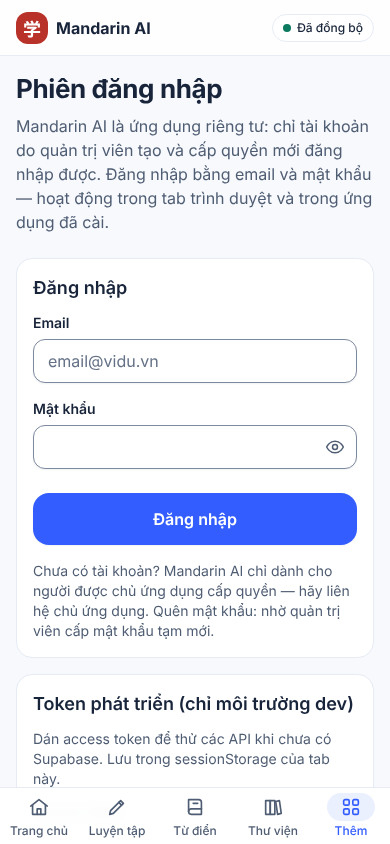 学 Mandarin AI
Đã đồng bộ
Phiên đăng nhập
Mandarin AI là ứng dụng riêng tư: chỉ tài khoản
do quản trị viên tạo và cấp quyền mới đăng
nhập được. Đăng nhập bằng email và mật khẩu
— hoạt động trong tab trình duyệt và trong ứng
dụng đã cài.
Đăng nhập
Email
email@vidu.vn
Mật khẩu
Đăng nhập
Chưa có tài khoản? Mandarin AI chỉ dành cho
người được chủ ứng dụng cấp quyền — hãy liên
hệ chủ ứng dụng. Quên mật khẩu: nhờ quản trị
viên cấp mật khẩu tạm mới.
Token phát triển (chỉ môi trường dev)
Dán access token để thử các API khi chưa có
Supabase. Lưu trong sessionStorage của tab
này.
Trang chủ
Luyện tập
Từ điển
Thư viện
Thêm